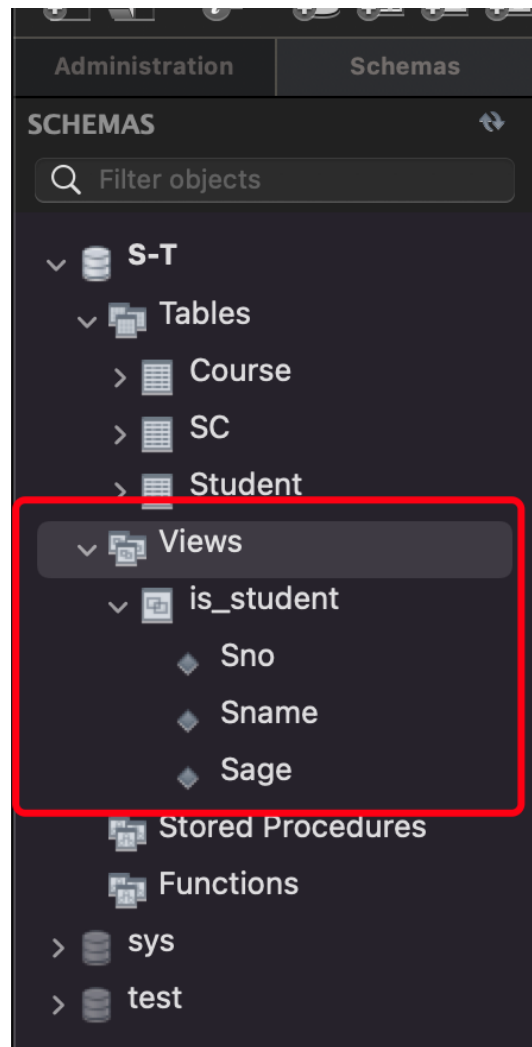 Administration
Schemas
SCHEMAS
Filter objects
S-T
Tables
Course
SC
Student
Views
is_student
Sno
Sname
Sage
Stored Procedures
Functions
sys
test